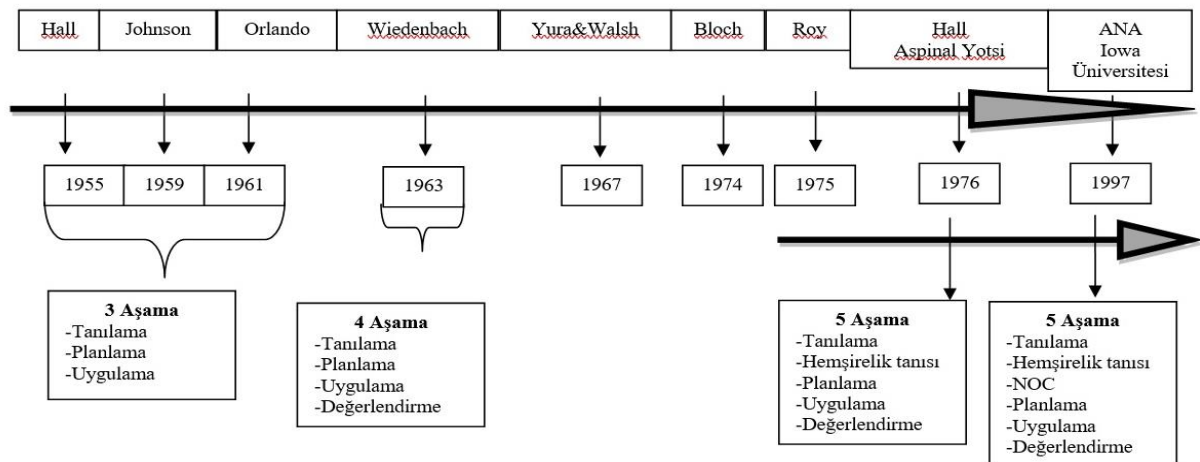 Hall
Johnson
Orlando
Wiedenbach
Yura&Walsh
Bloch
Roy
Hall
Aspinal Yotsi
ANA
Iowa
Üniversitesi
1955
1959
1961
1963
1967
1974
1975
1976
1997
3 Aşama
-Tanılama
-Planlama
-Uygulama
4 Aşama
-Tanılama
-Planlama
-Uygulama
-Değerlendirme
5 Aşama
-Tanılama
-Hemşirelik tanısı
-Planlama
-Uygulama
-Değerlendirme
5 Aşama
-Tanılama
-Hemşirelik tanısı
-NOC
-Planlama
-Uygulama
-Değerlendirme